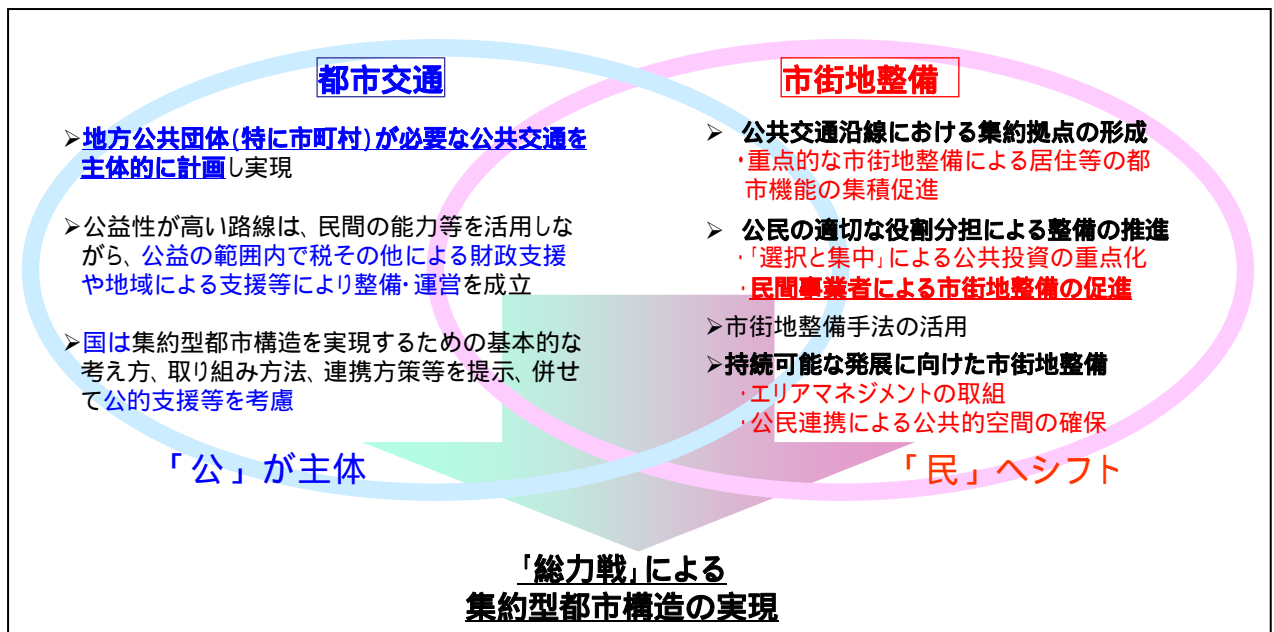 都市交通
➢地方公共団体(特に市町村)が必要な公共交通を
主体的に計画し実現
➢公益性が高い路線は、民間の能力等を活用しな
がら、公益の範囲内で税その他による財政支援
や地域による支援等により整備・運営を成立
➢国は集約型都市構造を実現するための基本的な
考え方、取り組み方法、連携方策等を提示、併せ
て公的支援等を考慮
「公」が主体
市街地整備
➢ 公共交通沿線における集約拠点の形成
・重点的な市街地整備による居住等の都
市機能の集積促進
➢ 公民の適切な役割分担による整備の推進
・「選択と集中」による公共投資の重点化
・民間事業者による市街地整備の促進
➢市街地整備手法の活用
➢持続可能な発展に向けた市街地整備
・エリアマネジメントの取組
・公民連携による公共的空間の確保
「民」へシフト
「総力戦」による
集約型都市構造の実現